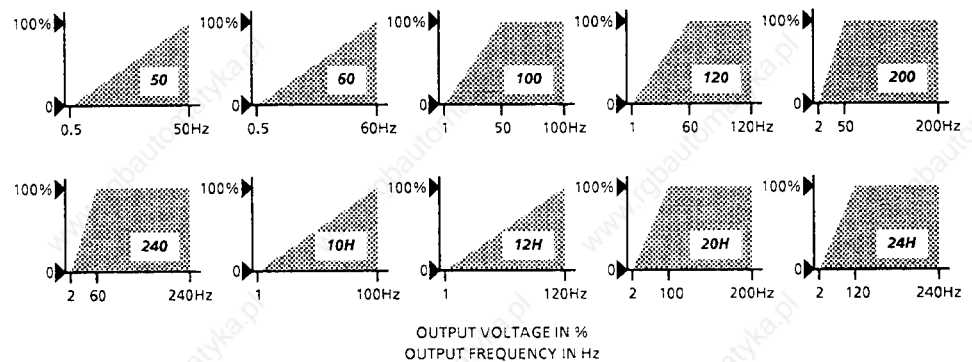 100% 100% 100% 100% 100%
50 60 100 120 200
0 0 0 0 0
0.5 50Hz 0.5 60Hz 1 50 100Hz 1 60 120Hz 2 50 200Hz
100% 100% 100% 100% 100%
240 10H 12H 20H 24H
0 0 0 0 0
2 60 240Hz 1 100Hz 1 120Hz 2 100 200Hz 2 120 240Hz
OUTPUT VOLTAGE IN %
OUTPUT FREQUENCY IN Hz
www.rgbautomatyka.pl